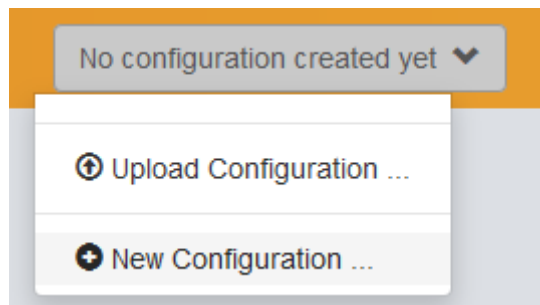 No configuration created yet
Upload Configuration ...
New Configuration ...